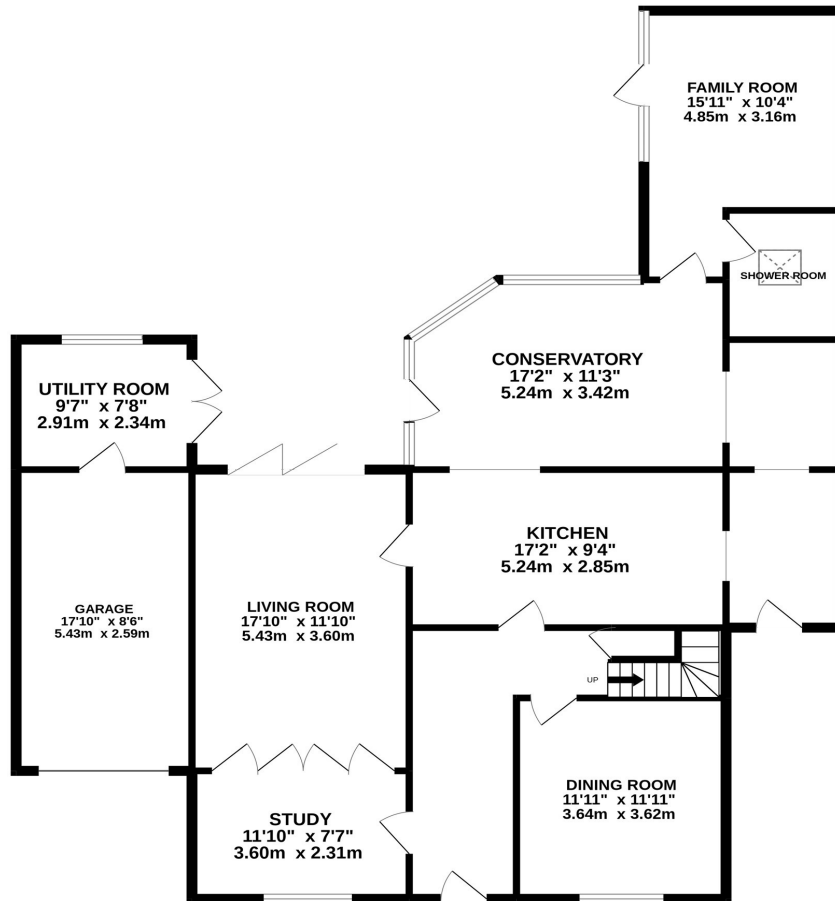 FAMILY ROOM
15'11" x 10'4"
4.85m x 3.16m
SHOWER ROOM
CONSERVATORY
17'2" x 11'3"
5.24m x 3.42m
UTILITY ROOM
9'7" x 7'8"
2.91m x 2.34m
KITCHEN
17'2" x 9'4"
5.24m x 2.85m
GARAGE
17'10" x 8'6"
5.43m x 2.59m
LIVING ROOM
17'10" x 11'10"
5.43m x 3.60m
UP
DINING ROOM
11'11" x 11'11"
3.64m x 3.62m
STUDY
11'10" x 7'7"
3.60m x 2.31m